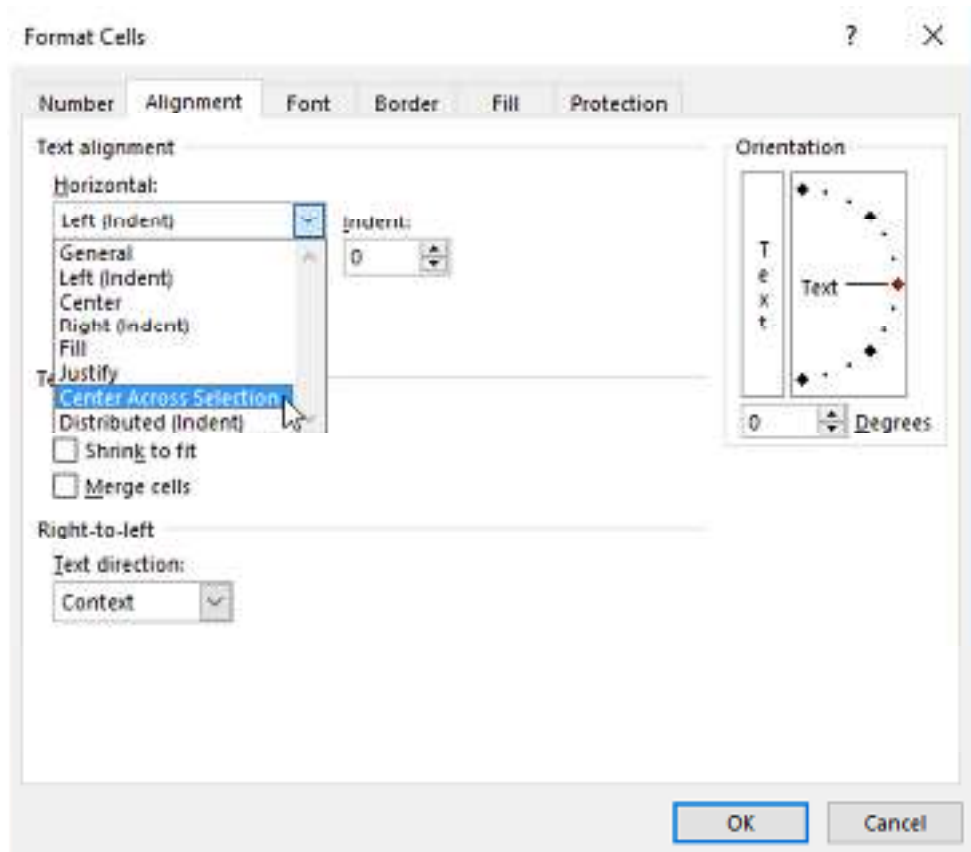 Format Cells
?
Number Alignment Font Border Fill Protection
Text alignment
Orientation
Horizontal:
Left (Indent)
Indent:
General
0
Left (Indent)
Center
Right (Indent)
Fill
Justify
Te
Center Across Selection
Distributed (Indent)
Text
Text
0 Degrees
Shrink to fit
Merge cells
Right-to-left
Text direction:
Context
OK Cancel